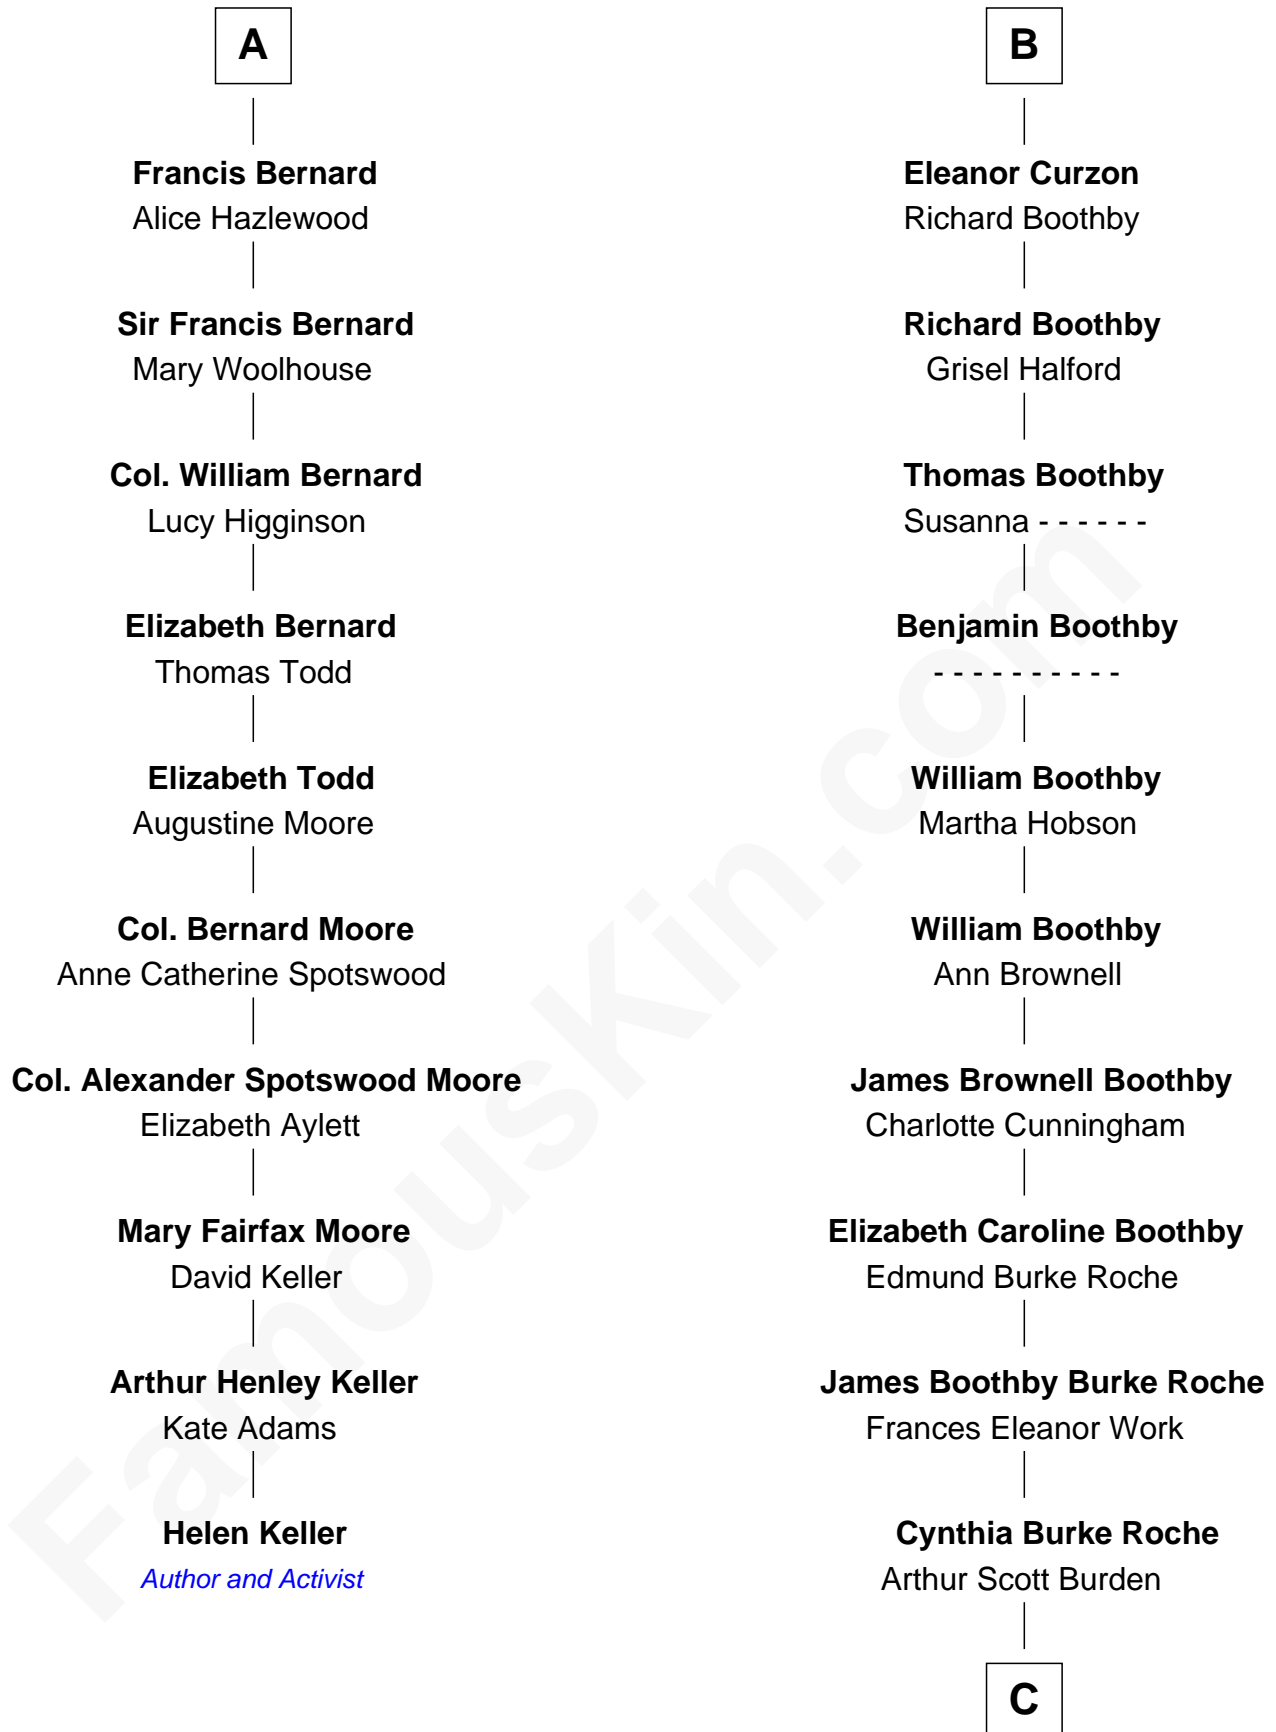 A
Francis Bernard
Alice Hazlewood
Sir Francis Bernard
Mary Woolhouse
Col. William Bernard
Lucy Higginson
Elizabeth Bernard
Thomas Todd
Elizabeth Todd
Augustine Moore
Col. Bernard Moore
Anne Catherine Spotswood
Col. Alexander Spotswood Moore
Elizabeth Aylett
Mary Fairfax Moore
David Keller
Arthur Henley Keller
Kate Adams
Helen Keller
Author and Activist
B
Eleanor Curzon
Richard Boothby
Richard Boothby
Grisel Halford
Thomas Boothby
Susanna - - - - - -
Benjamin Boothby
- - - - - - - - - -
William Boothby
Martha Hobson
William Boothby
Ann Brownell
James Brownell Boothby
Charlotte Cunningham
Elizabeth Caroline Boothby
Edmund Burke Roche
James Boothby Burke Roche
Frances Eleanor Work
Cynthia Burke Roche
Arthur Scott Burden
C
FamousKin.com